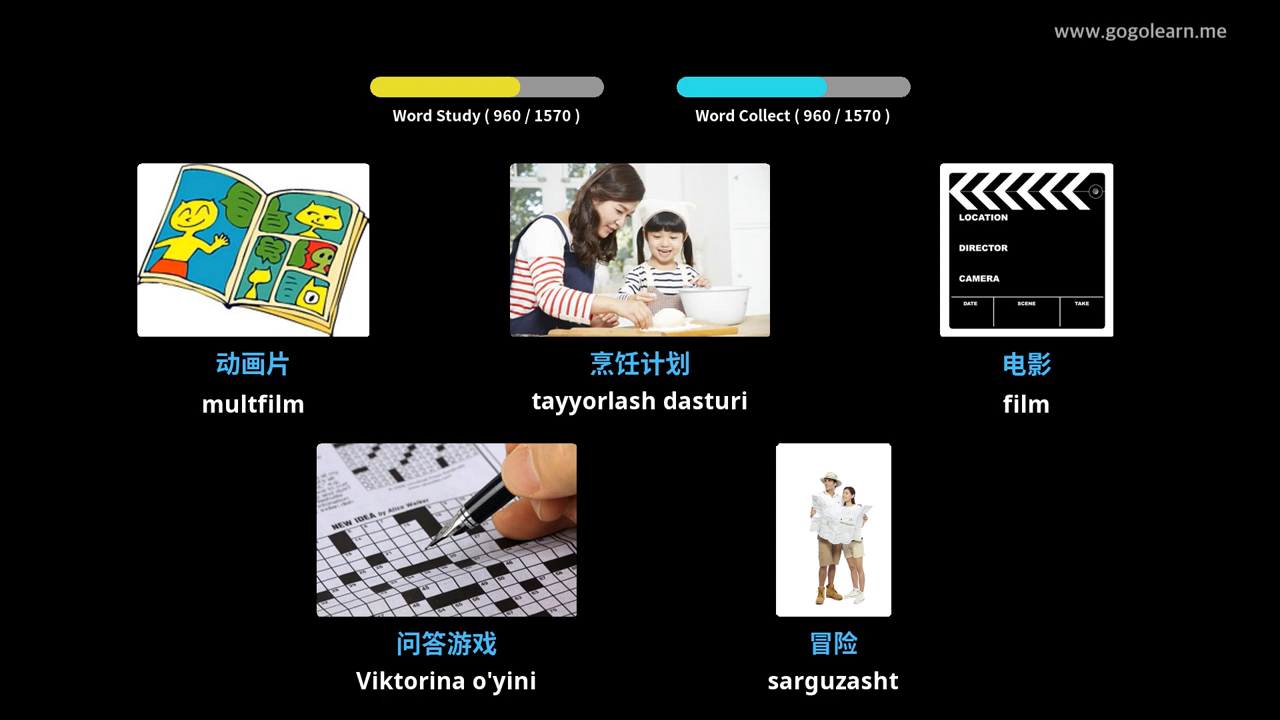 www.gogolearn.me
Word Study ( 960 / 1570 )
Word Collect ( 960 / 1570 )
LOCATION
DIRECTOR
CAMERA
DATE SCENE TAKE
动画片
烹饪计划
电影
multfilm
tayyorlash dasturi
film
NEW IDEA by Alice Walker
问答游戏
冒险
Viktorina o'yini
sarguzasht